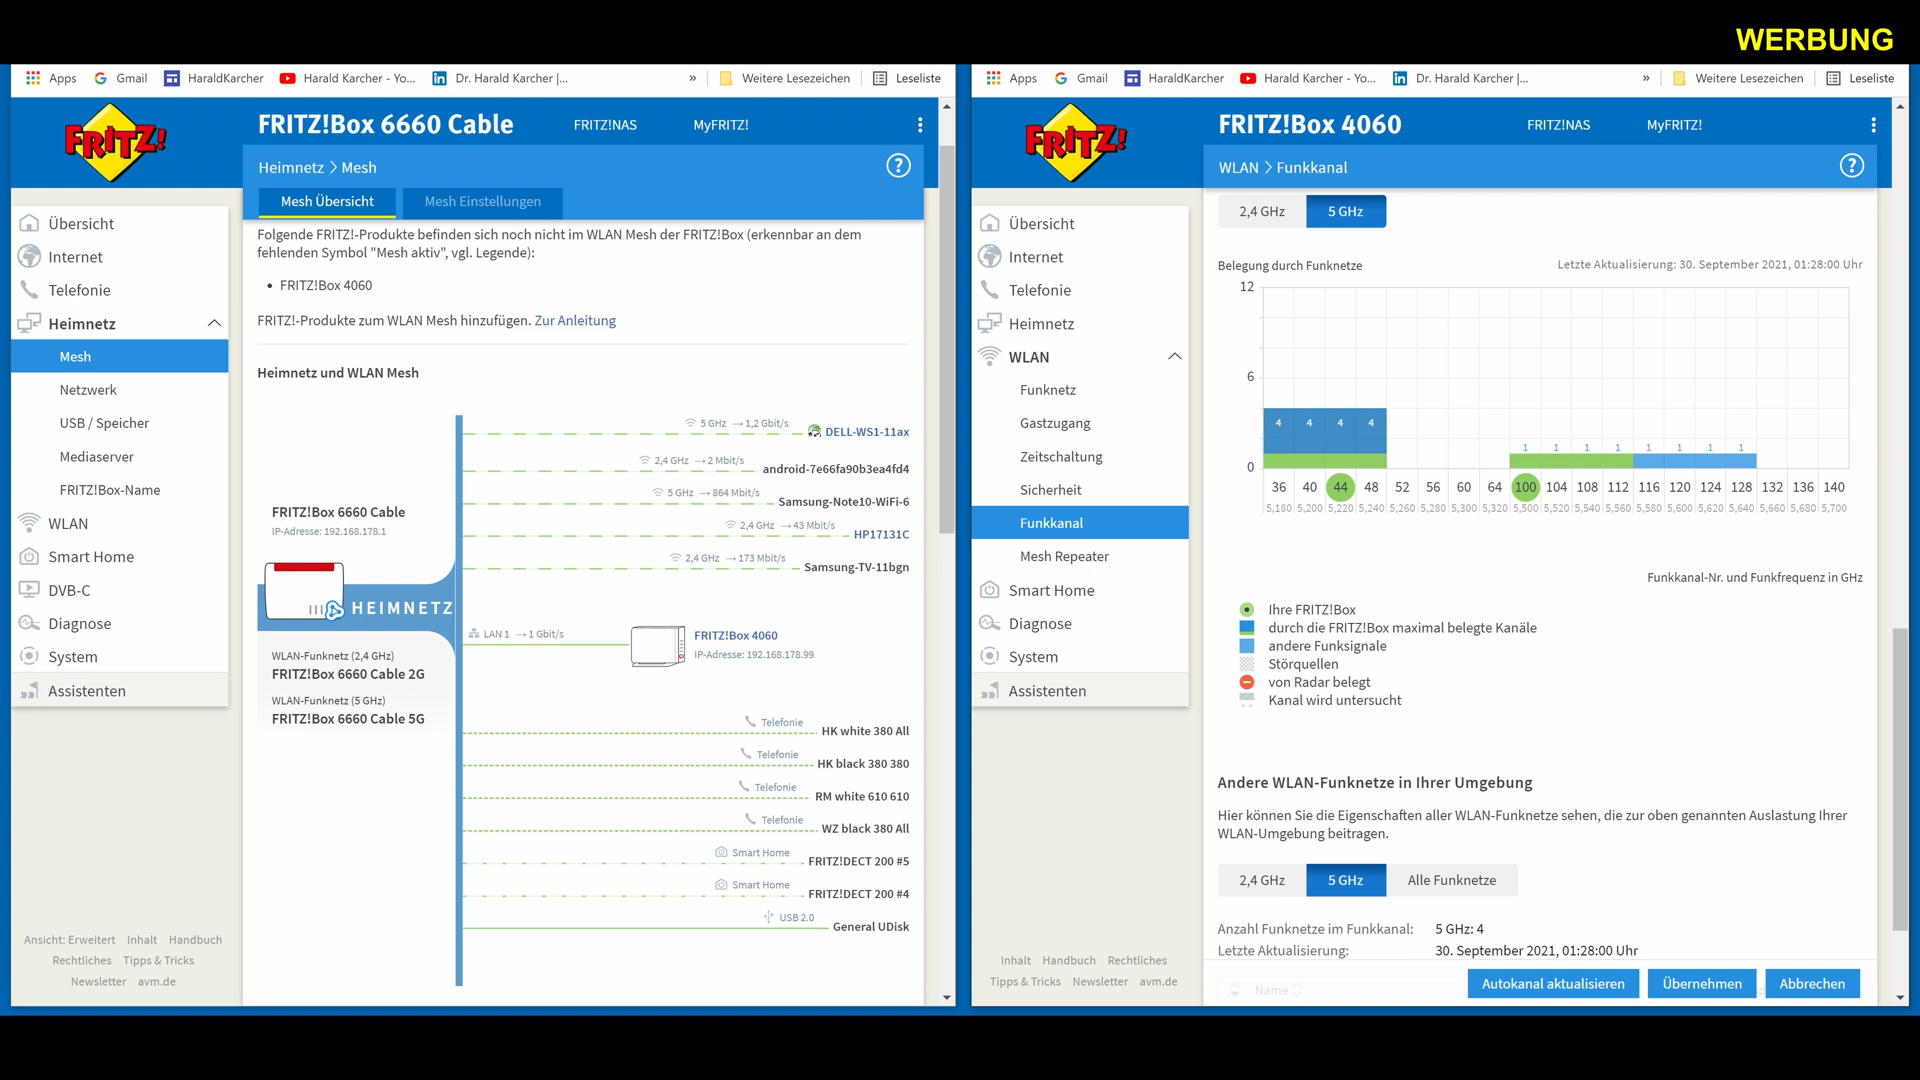 WERBUNG
Apps Gmail HaraldKarcher Harald Karcher - Yo... Dr. Harald Karcher |... » Weitere Lesezeichen Leseliste
FRITZ!
FRITZ!Box 6660 Cable FRITZ!NAS MyFRITZ!
Heimnetz > Mesh
Mesh Übersicht Mesh Einstellungen
Übersicht
Internet
Telefonie
Heimnetz
Mesh
Netzwerk
USB / Speicher
Mediaserver
FRITZ!Box-Name
WLAN
Smart Home
DVB-C
Diagnose
System
Assistenten
Ansicht: Erweitert Inhalt Handbuch
Rechtliches Tipps & Tricks
Newsletter avm.de
Folgende FRITZ!-Produkte befinden sich noch nicht im WLAN Mesh der FRITZ!Box (erkennbar an dem
fehlenden Symbol "Mesh aktiv", vgl. Legende):
• FRITZ!Box 4060
FRITZ!-Produkte zum WLAN Mesh hinzufügen. Zur Anleitung
Heimnetz und WLAN Mesh
FRITZ!Box 6660 Cable
IP-Adresse: 192.168.178.1
HEIMNETZ
WLAN-Funknetz (2,4 GHz)
FRITZ!Box 6660 Cable 2G
WLAN-Funknetz (5 GHz)
FRITZ!Box 6660 Cable 5G
5 GHz → 1,2 Gbit/s DELL-WS1-11ax
2,4 GHz → 2 Mbit/s android-7e66fa90b3ea4fd4
5 GHz → 864 Mbit/s Samsung-Note10-WiFi-6
2,4 GHz → 43 Mbit/s HP17131C
2,4 GHz → 173 Mbit/s Samsung-TV-11bgn
LAN 1 → 1 Gbit/s FRITZ!Box 4060
IP-Adresse: 192.168.178.99
Telefonie HK white 380 All
Telefonie HK black 380 380
Telefonie RM white 610 610
Telefonie WZ black 380 All
Smart Home FRITZ!DECT 200 #5
Smart Home FRITZ!DECT 200 #4
USB 2.0 General UDisk
Apps Gmail HaraldKarcher Harald Karcher - Yo... Dr. Harald Karcher |... » Weitere Lesezeichen Leseliste
FRITZ!
FRITZ!Box 4060 FRITZ!NAS MyFRITZ!
WLAN > Funkkanal
Übersicht
Internet
Telefonie
Heimnetz
WLAN
Funknetz
Gastzugang
Zeitschaltung
Sicherheit
Funkkanal
Mesh Repeater
Smart Home
Diagnose
System
Assistenten
Inhalt Handbuch Rechtliches
Tipps & Tricks Newsletter avm.de
2,4 GHz 5 GHz
Belegung durch Funknetze Letzte Aktualisierung: 30. September 2021, 01:28:00 Uhr
12
6
4 4 4 4
1 1 1 1 1 1 1 1
0
36 40 44 48 52 56 60 64 100 104 108 112 116 120 124 128 132 136 140
5,180 5,200 5,220 5,240 5,260 5,280 5,300 5,320 5,500 5,520 5,540 5,560 5,580 5,600 5,620 5,640 5,660 5,680 5,700
Funkkanal-Nr. und Funkfrequenz in GHz
Ihre FRITZ!Box
durch die FRITZ!Box maximal belegte Kanäle
andere Funksignale
Störquellen
von Radar belegt
Kanal wird untersucht
Andere WLAN-Funknetze in Ihrer Umgebung
Hier können Sie die Eigenschaften aller WLAN-Funknetze sehen, die zur oben genannten Auslastung Ihrer
WLAN-Umgebung beitragen.
2,4 GHz 5 GHz Alle Funknetze
Anzahl Funknetze im Funkkanal: 5 GHz: 4
Letzte Aktualisierung: 30. September 2021, 01:28:00 Uhr
Name
Autokanal aktualisieren Übernehmen Abbrechen